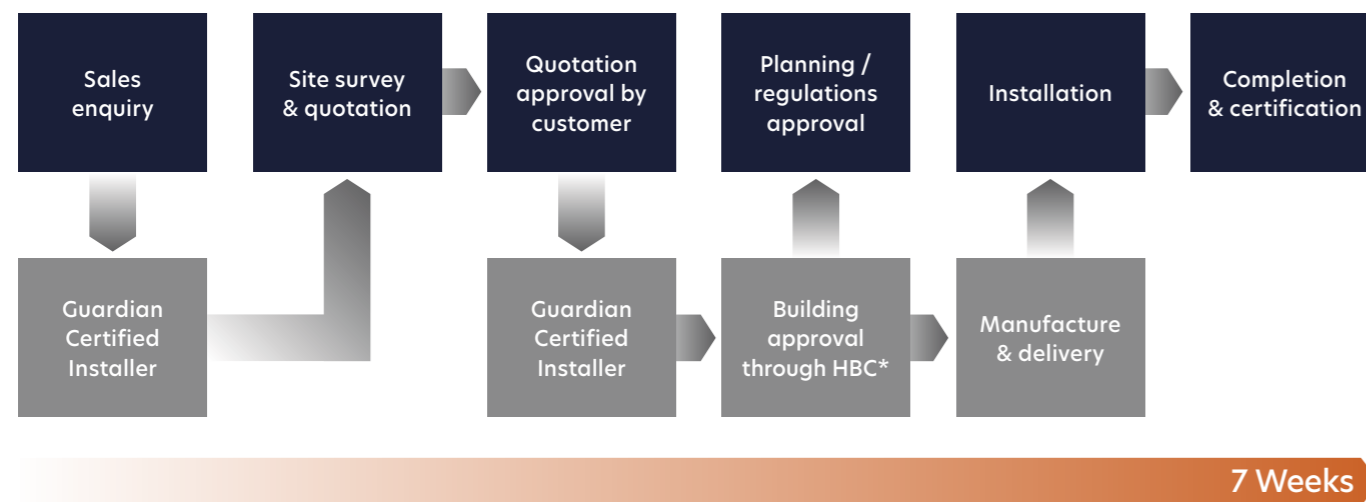 Sales
enquiry
Site survey
& quotation
Quotation
approval by
customer
Planning /
regulations
approval
Installation
Completion
& certification
Guardian
Certified
Installer
Guardian
Certified
Installer
Building
approval
through HBC*
Manufacture
& delivery
7 Weeks